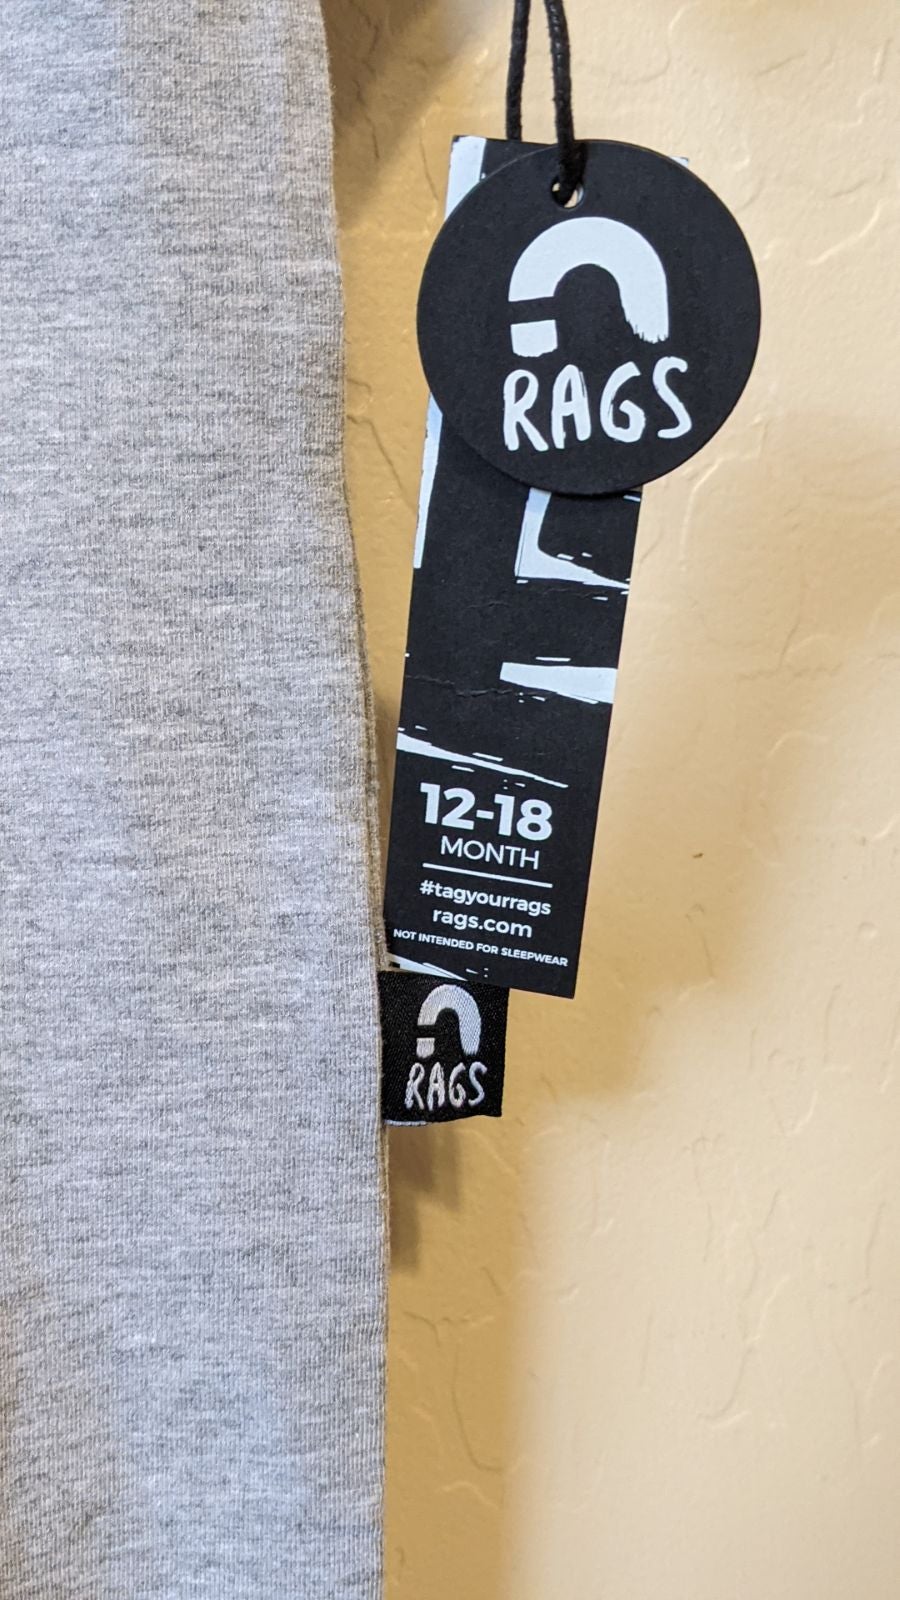 RAGS
12-18
MONTH
#tagyourrags
rags.com
NOT INTENDED FOR SLEEPWEAR
RAGS